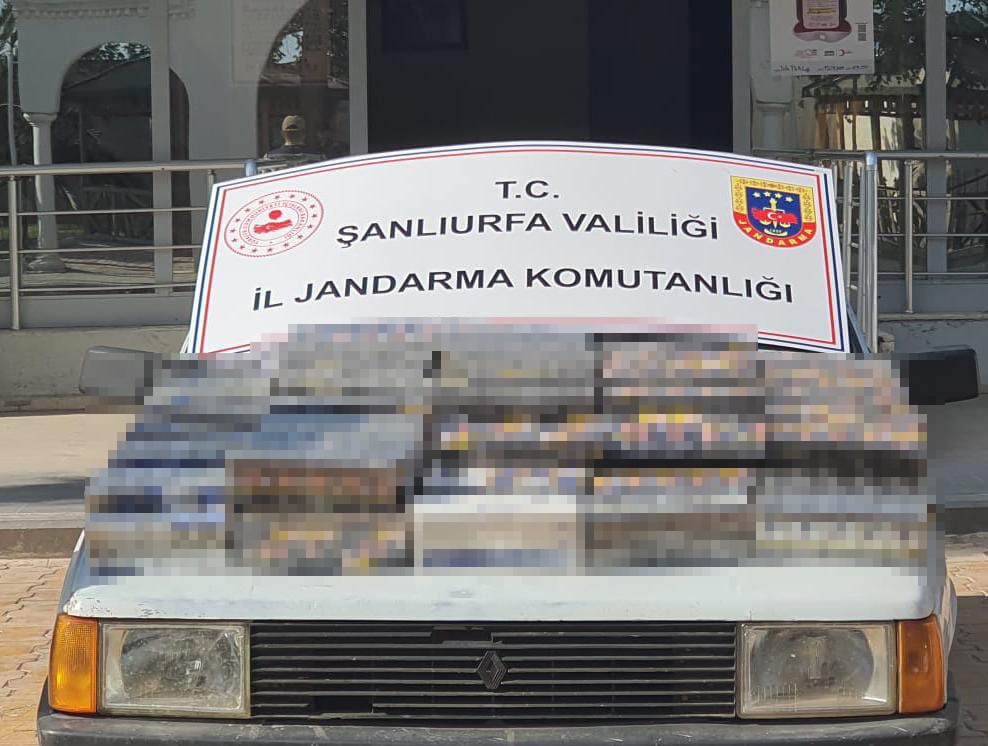 T.C.
ŞANLIURFA VALİLİĞİ
İL JANDARMA KOMUTANLIĞI
JANDARMA